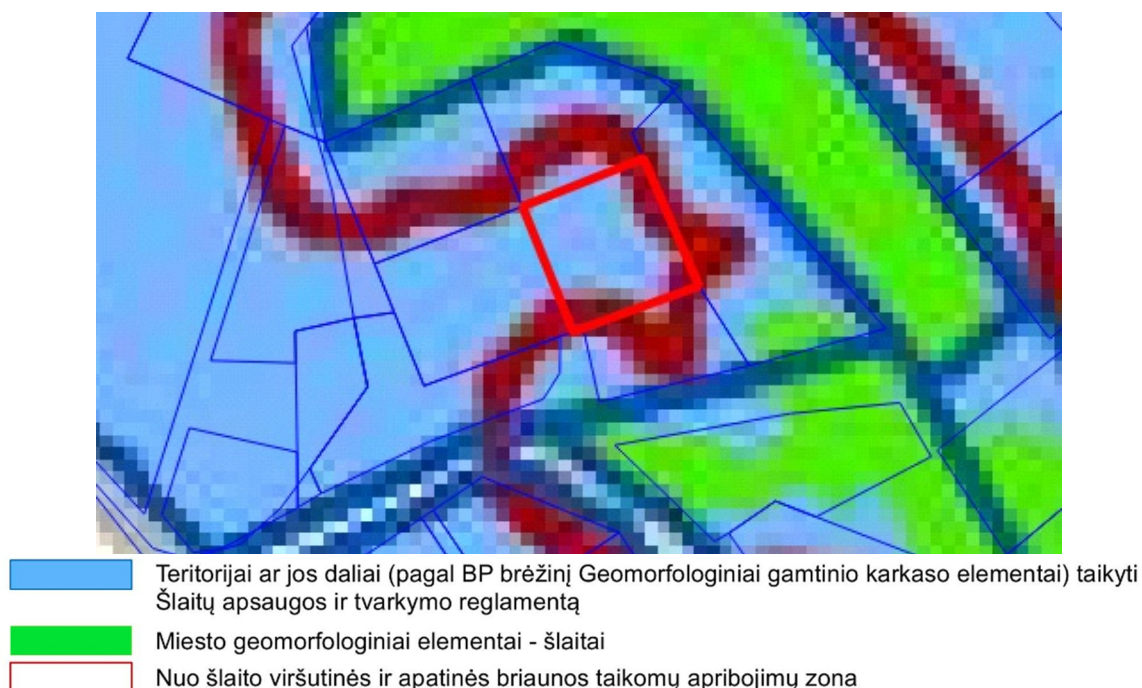 Teritorijai ar jos daliai (pagal BP brėžinį Geomorfologiniai gamtinio karkaso elementai) taikyti
Šlaitų apsaugos ir tvarkymo reglamentą
Miesto geomorfologiniai elementai - šlaitai
Nuo šlaito viršutinės ir apatinės briaunos taikomų apribojimų zona